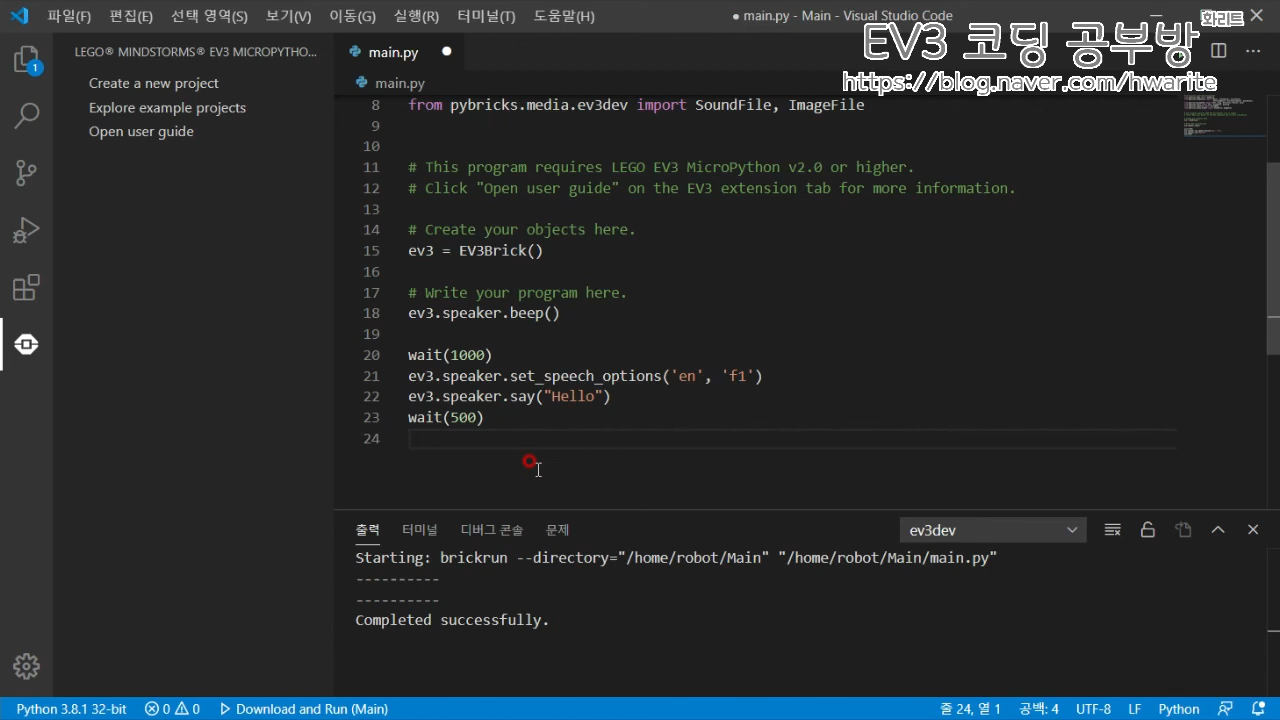 파일(F) 편집(E) 선택 영역(S) 보기(V) 이동(G) 실행(R) 터미널(T) 도움말(H) ● main.py - Main - Visual Studio Code
화리트
EV3 코딩 공부방
https://blog.naver.com/hwarite
LEGO® MINDSTORMS® EV3 MICROPYTHO...
Create a new project
Explore example projects
Open user guide
1
main.py
main.py
8 from pybricks.media.ev3dev import SoundFile, ImageFile
9
10
11 # This program requires LEGO EV3 MicroPython v2.0 or higher.
12 # Click "Open user guide" on the EV3 extension tab for more information.
13
14 # Create your objects here.
15 ev3 = EV3Brick()
16
17 # Write your program here.
18 ev3.speaker.beep()
19
20 wait(1000)
21 ev3.speaker.set_speech_options('en', 'f1')
22 ev3.speaker.say("Hello")
23 wait(500)
24
출력 터미널 디버그 콘솔 문제 ev3dev
Starting: brickrun --directory="/home/robot/Main" "/home/robot/Main/main.py"
----------
----------
Completed successfully.
Python 3.8.1 32-bit 0 0 Download and Run (Main) 줄 24, 열 1 공백: 4 UTF-8 LF Python